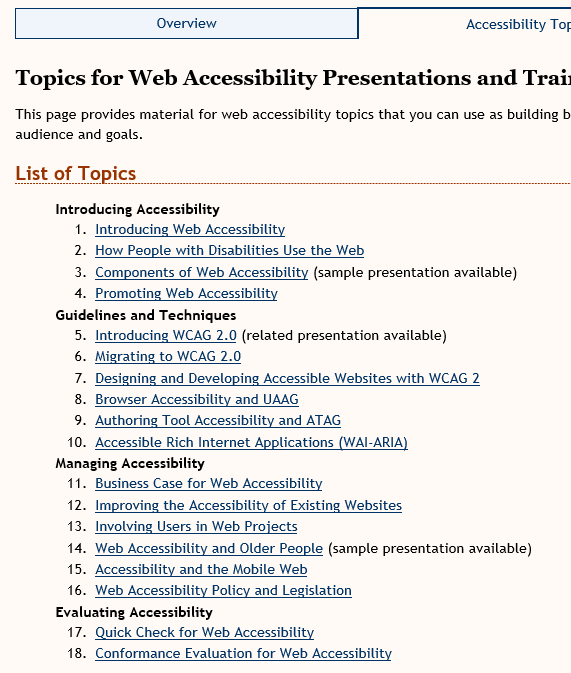 Overview
Accessibility
Topics for Web Accessibility Presentations and
This page provides material for web accessibility topics that you can use as building
audience and goals.
List of Topics
Introducing Accessibility
1. Introducing Web Accessibility
2. How People with Disabilities Use the Web
3. Components of Web Accessibility (sample presentation available)
4. Promoting Web Accessibility
Guidelines and Techniques
5. Introducing WCAG 2.0 (related presentation available)
6. Migrating to WCAG 2.0
7. Designing and Developing Accessible Websites with WCAG 2
8. Browser Accessibility and UAAG
9. Authoring Tool Accessibility and ATAG
10. Accessible Rich Internet Applications (WAI-ARIA)
Managing Accessibility
11. Business Case for Web Accessibility
12. Improving the Accessibility of Existing Websites
13. Involving Users in Web Projects
14. Web Accessibility and Older People (sample presentation available)
15. Accessibility and the Mobile Web
16. Web Accessibility Policy and Legislation
Evaluating Accessibility
17. Quick Check for Web Accessibility
18. Conformance Evaluation for Web Accessibility